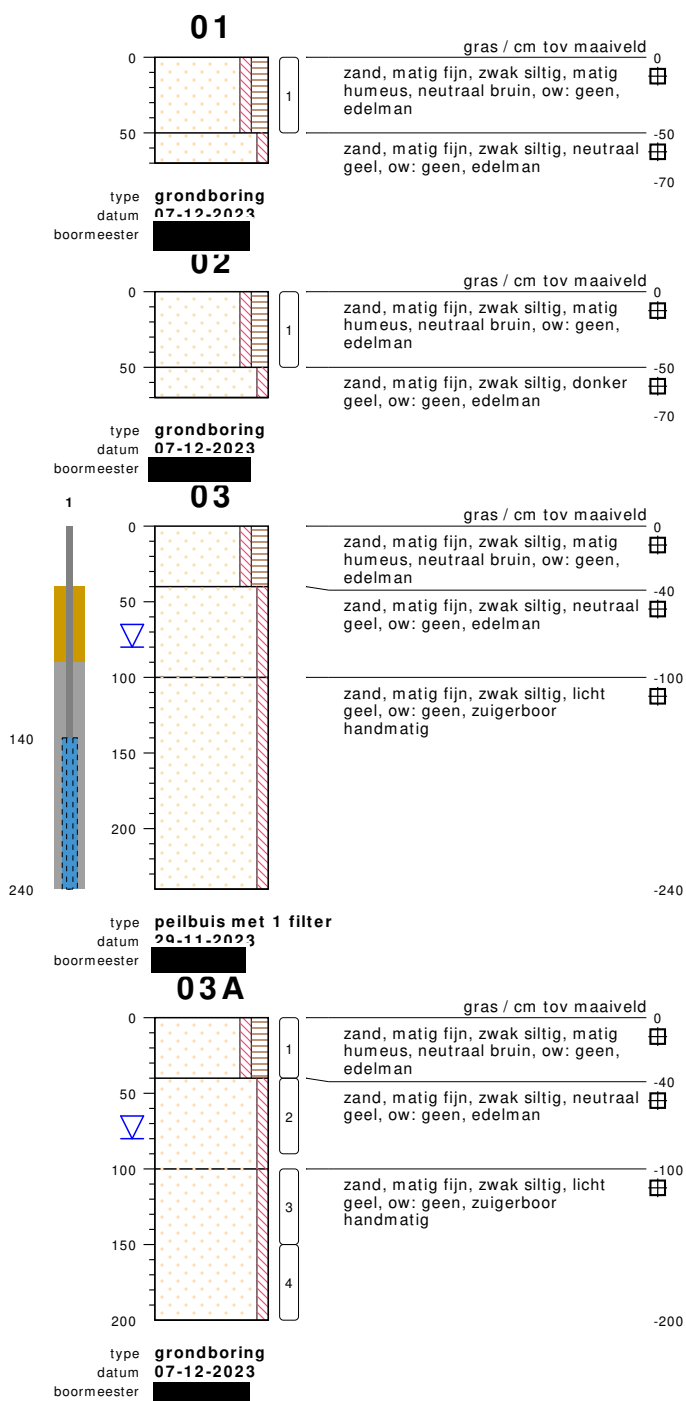 01
gras / cm tov maaiveld
0
0
zand, matig fijn, zwak siltig, matig
humeus, neutraal bruin, ow: geen,
edelman
1
50
-50
zand, matig fijn, zwak siltig, neutraal
geel, ow: geen, edelman
-70
type grondboring
datum 07-12-2023
boormeester
02
gras / cm tov maaiveld
0
0
zand, matig fijn, zwak siltig, matig
humeus, neutraal bruin, ow: geen,
edelman
1
50
-50
zand, matig fijn, zwak siltig, donker
geel, ow: geen, edelman
-70
type grondboring
datum 07-12-2023
boormeester
03
1
gras / cm tov maaiveld
0
0
zand, matig fijn, zwak siltig, matig
humeus, neutraal bruin, ow: geen,
edelman
-40
50
zand, matig fijn, zwak siltig, neutraal
geel, ow: geen, edelman
100
-100
zand, matig fijn, zwak siltig, licht
geel, ow: geen, zuigerboor
handmatig
140
150
200
240
-240
type peilbuis met 1 filter
datum 29-11-2023
boormeester
03A
gras / cm tov maaiveld
0
0
zand, matig fijn, zwak siltig, matig
humeus, neutraal bruin, ow: geen,
edelman
1
-40
50
zand, matig fijn, zwak siltig, neutraal
geel, ow: geen, edelman
2
100
-100
zand, matig fijn, zwak siltig, licht
geel, ow: geen, zuigerboor
handmatig
3
150
4
200
-200
type grondboring
datum 07-12-2023
boormeester